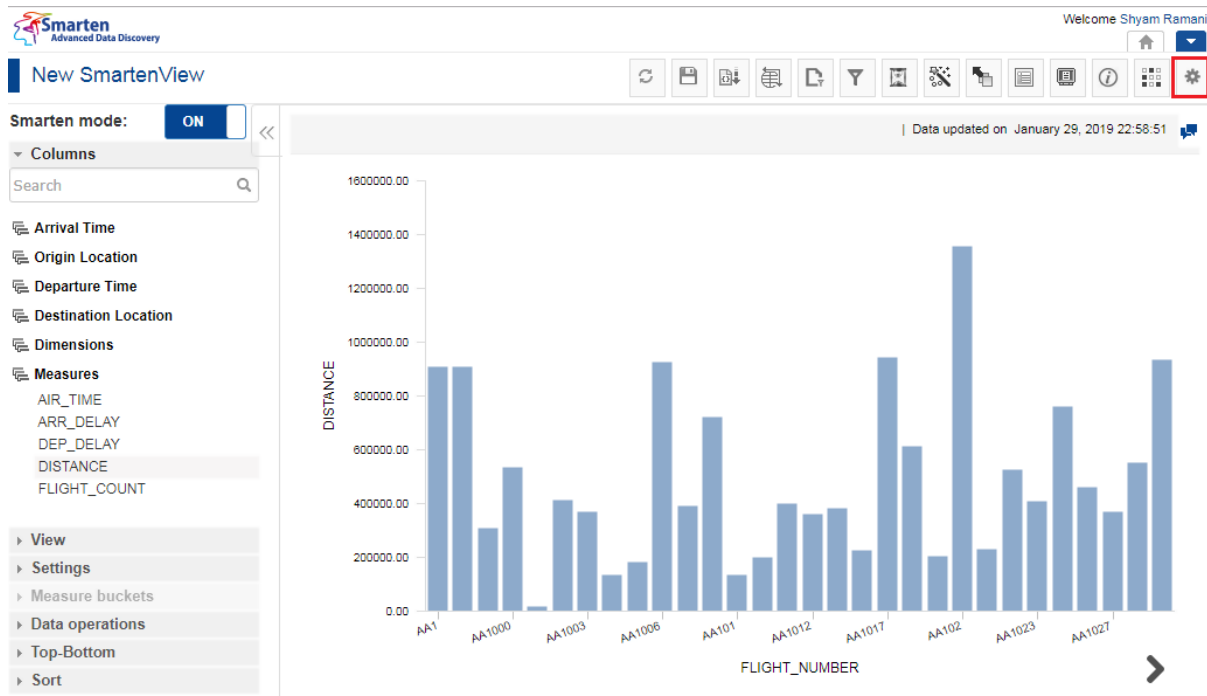 Smarten
Advanced Data Discovery
Welcome Shyam Ramani
New SmartenView
Smarten mode: ON
Columns
Search
Arrival Time
Origin Location
Departure Time
Destination Location
Dimensions
Measures
AIR_TIME
ARR_DELAY
DEP_DELAY
DISTANCE
FLIGHT_COUNT
View
Settings
Measure buckets
Data operations
Top-Bottom
Sort
| Data updated on January 29, 2019 22:58:51
1600000.00
1400000.00
1200000.00
1000000.00
800000.00
600000.00
400000.00
200000.00
0.00
DISTANCE
AA1 AA1000 AA1003 AA1006 AA101 AA1012 AA1017 AA102 AA1023 AA1027
FLIGHT_NUMBER